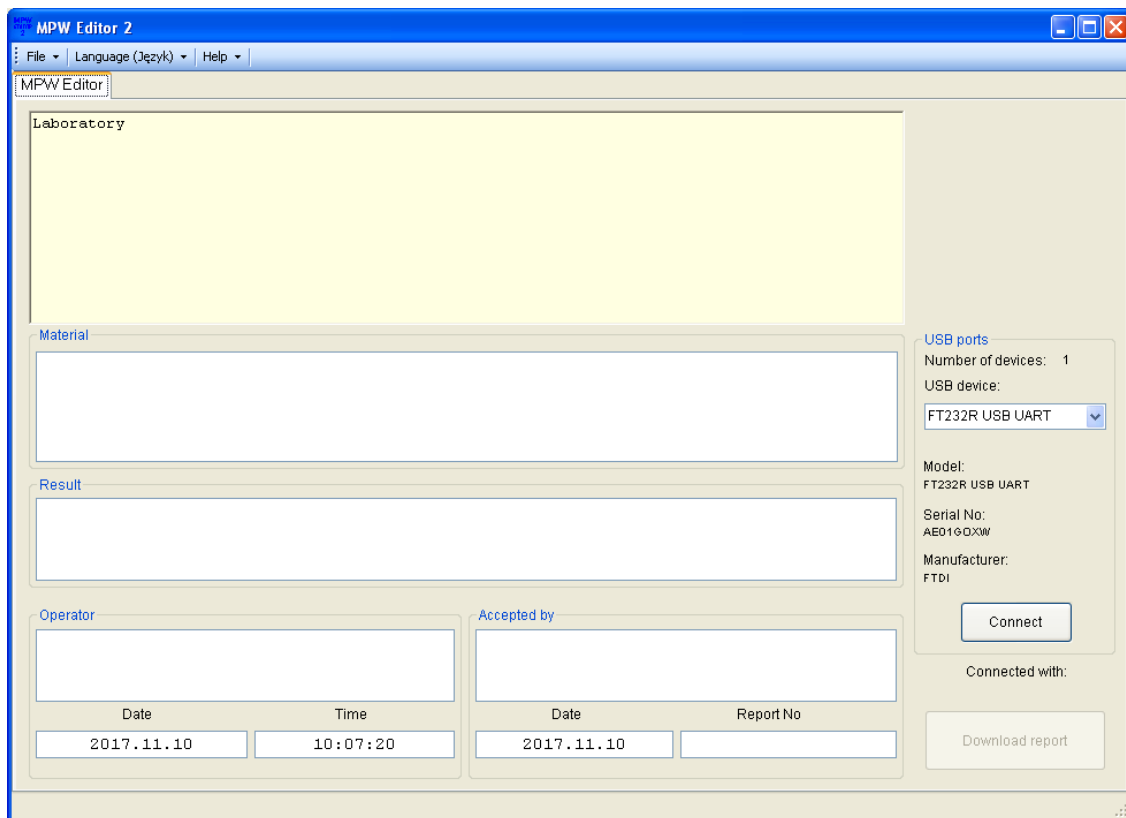 MPW Editor 2
File Language (Język) Help
MPW Editor
Laboratory
Material
Result
Operator
Date Time
2017.11.10 10:07:20
Accepted by
Date Report No
2017.11.10
USB ports
Number of devices: 1
USB device:
FT232R USB UART
Model:
FT232R USB UART
Serial No:
AE01GOXW
Manufacturer:
FTDI
Connect
Connected with:
Download report